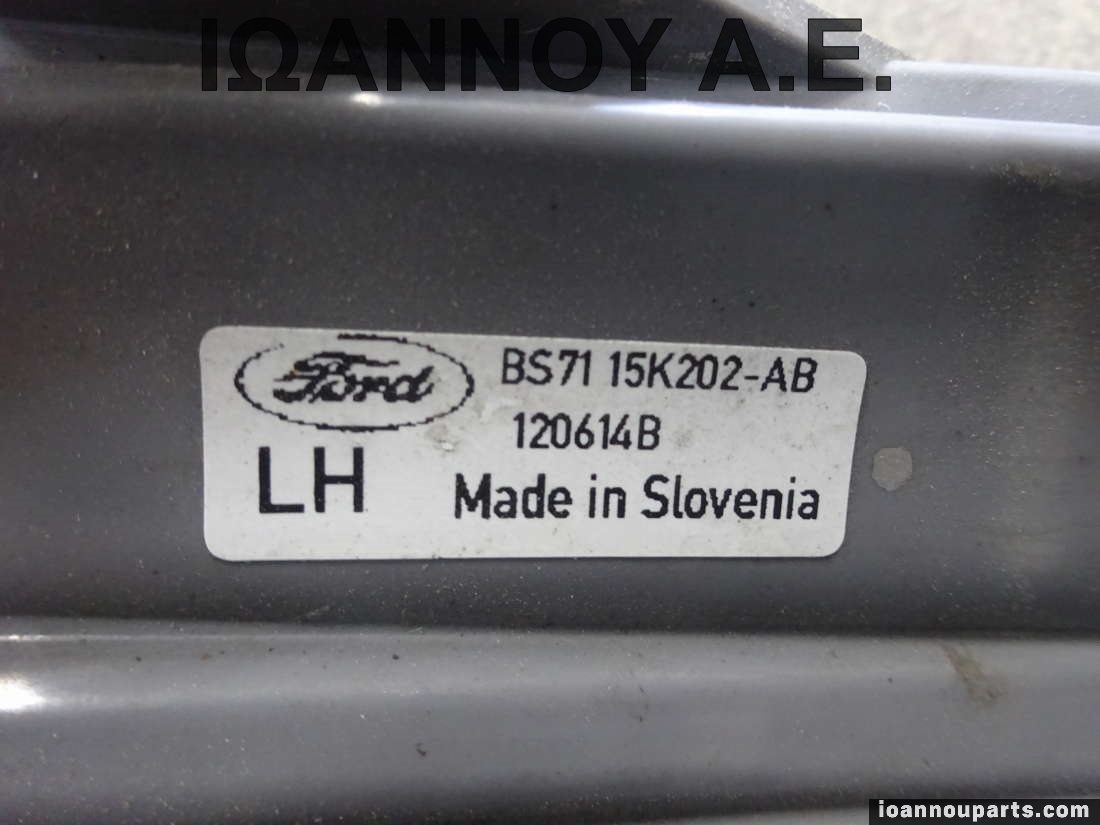 ΙΩΑΝΝΟΥ Α.Ε.
Ford
BS71 15K202-AB
120614B
LH
Made in Slovenia
ioannouparts.com